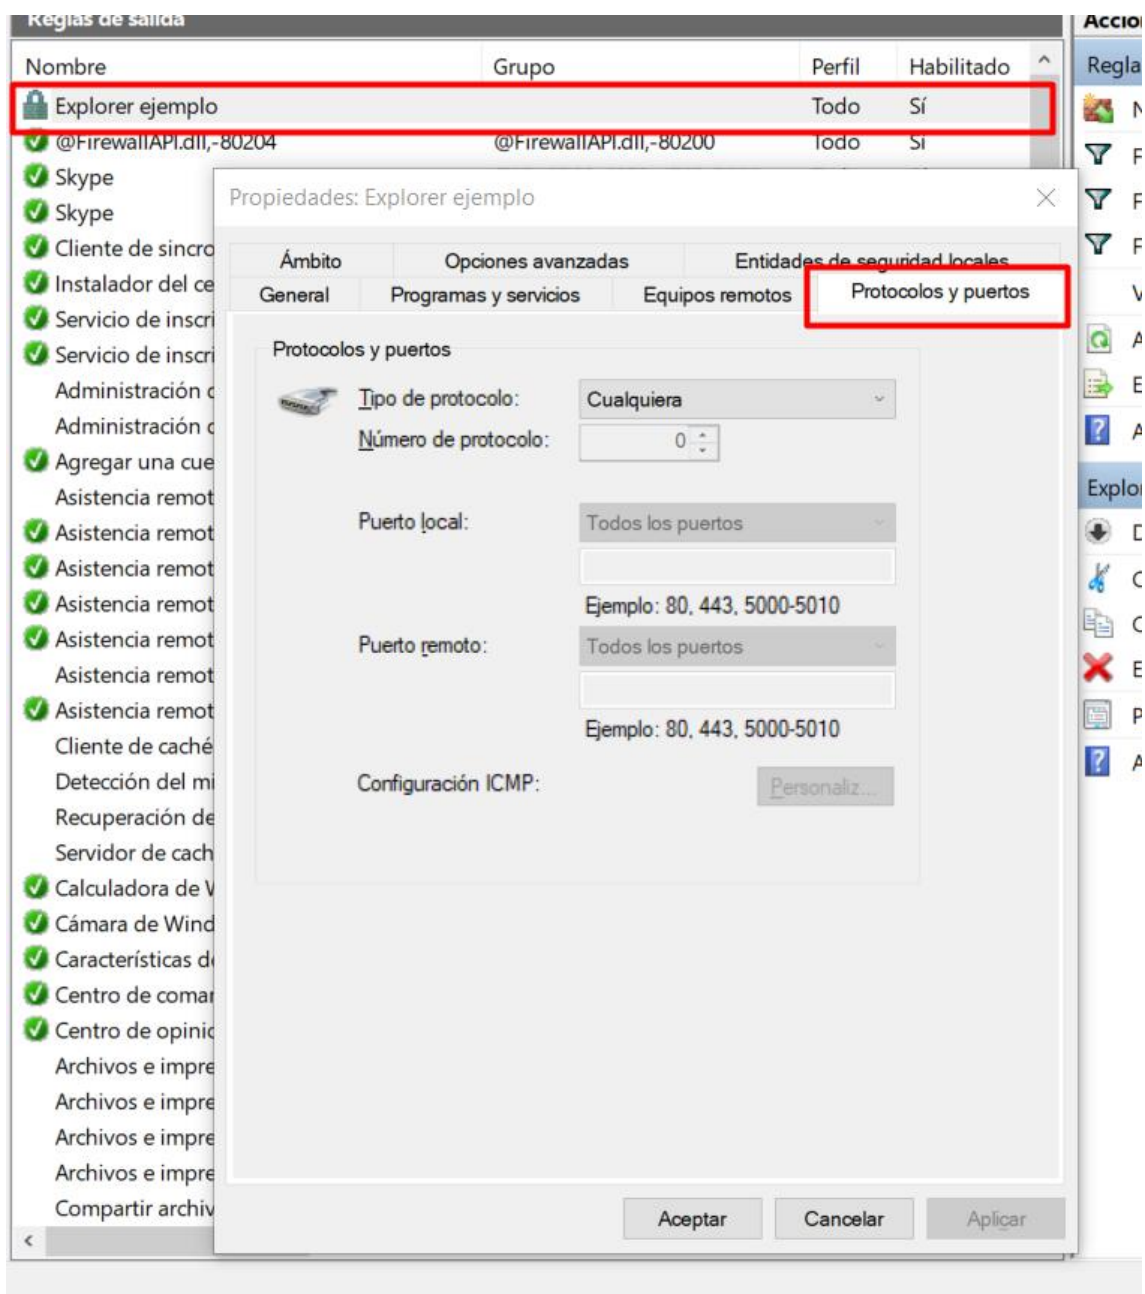 Reglas de salida
Acció
Nombre Grupo Perfil Habilitado
Regla
Explorer ejemplo Todo Sí
N
@FirewallAPI.dll,-80204 @FirewallAPI.dll,-80200 Todo Sí
F
Skype
Propiedades: Explorer ejemplo
F
Skype
F
Cliente de sincro
Ámbito Opciones avanzadas Entidades de seguridad locales
Instalador del ce
General Programas y servicios Equipos remotos Protocolos y puertos
V
Servicio de inscri
A
Servicio de inscri
Protocolos y puertos
Administración d
Tipo de protocolo: Cualquiera
E
Administración d
Número de protocolo: 0
A
Agregar una cue
Asistencia remot
Explor
Puerto local: Todos los puertos
Asistencia remot
D
Asistencia remot
C
Asistencia remot
Ejemplo: 80, 443, 5000-5010
C
Asistencia remot
Puerto remoto: Todos los puertos
Asistencia remot
E
Asistencia remot
P
Ejemplo: 80, 443, 5000-5010
Cliente de caché
A
Detección del mi
Configuración ICMP: Personaliz...
Recuperación de
Servidor de cach
Calculadora de W
Cámara de Wind
Características de
Centro de comar
Centro de opinic
Archivos e impre
Archivos e impre
Archivos e impre
Archivos e impre
Compartir archiv
Aceptar Cancelar Aplicar